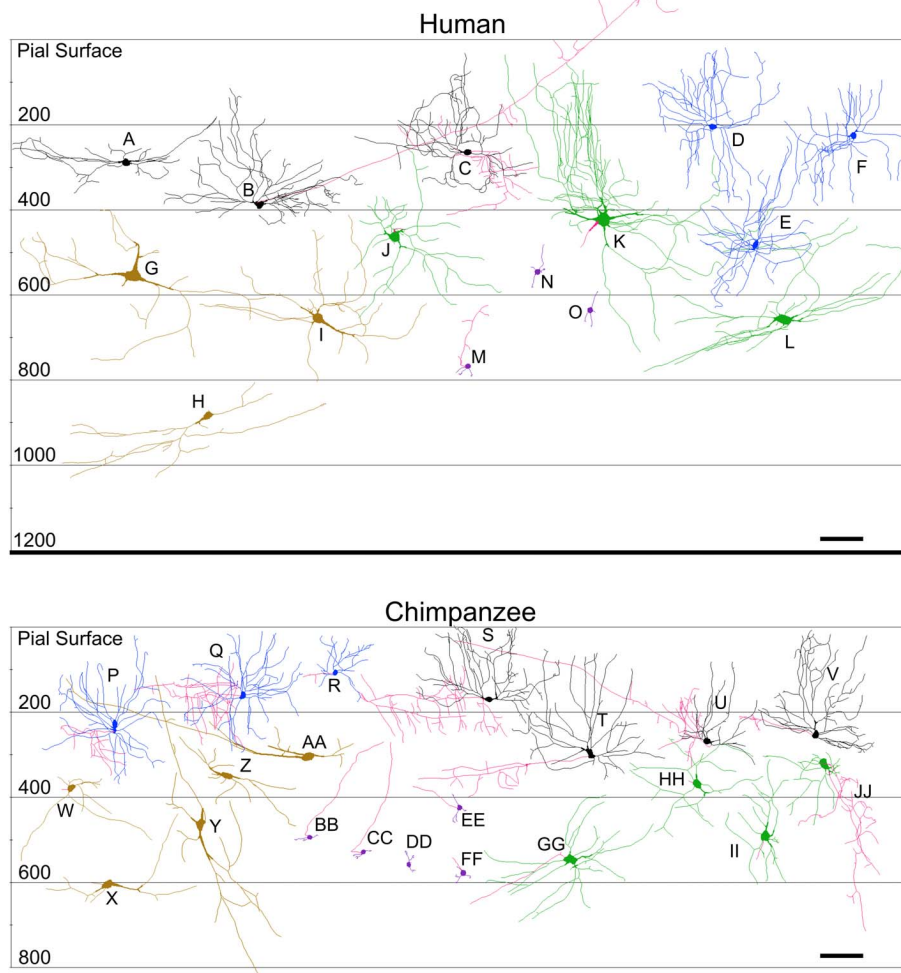 Human
Pial Surface
200
A
B
C
D
E
F
400
G
I
J
K
N
O
600
L
M
800
H
1000
1200
Chimpanzee
Pial Surface
P
Q
R
S
T
U
V
200
AA
Z
400
W
Y
BB
CC
DD
EE
FF
GG
HH
II
JJ
600
X
800